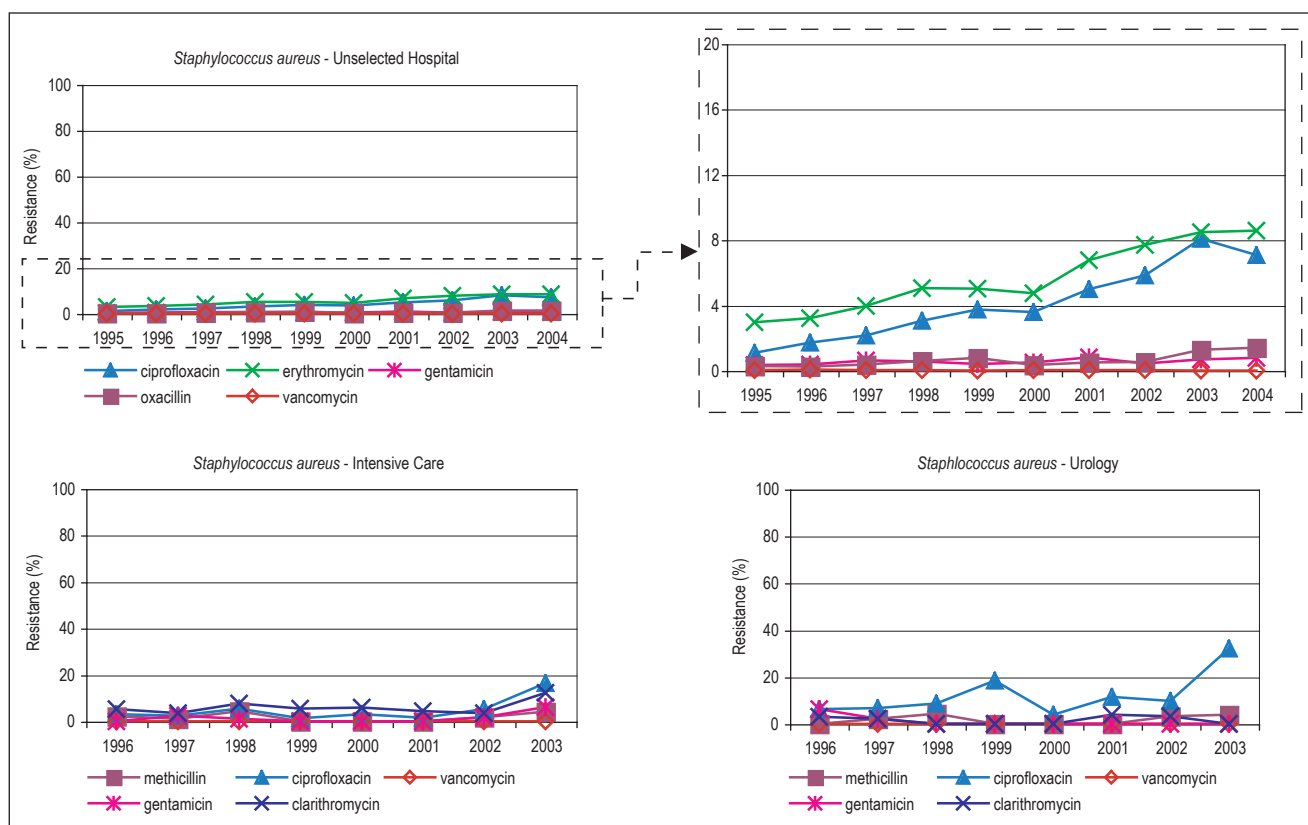 Staphylococcus aureus - Unselected Hospital
Resistance (%)
100
80
60
40
20
0
1995 1996 1997 1998 1999 2000 2001 2002 2003 2004
ciprofloxacin erythromycin gentamicin
oxacillin vancomycin
20
16
12
8
4
0
1995 1996 1997 1998 1999 2000 2001 2002 2003 2004
Staphylococcus aureus - Intensive Care
Resistance (%)
100
80
60
40
20
0
1996 1997 1998 1999 2000 2001 2002 2003
methicillin ciprofloxacin vancomycin
gentamicin clarithromycin
Staphlococcus aureus - Urology
Resistance (%)
100
80
60
40
20
0
1996 1997 1998 1999 2000 2001 2002 2003
methicillin ciprofloxacin vancomycin
gentamicin clarithromycin